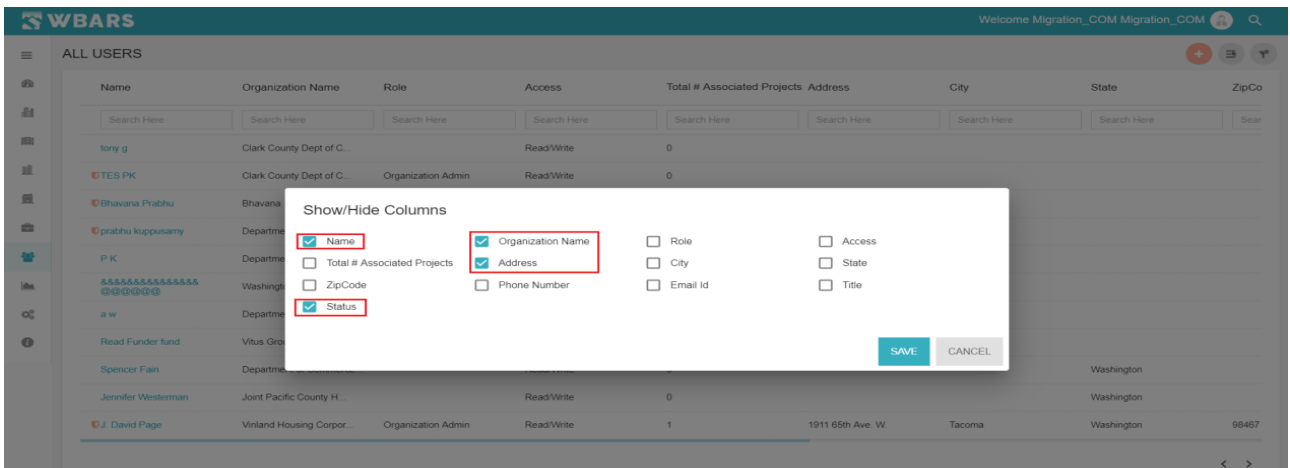 WBARS Welcome Migration_COM Migration_COM
ALL USERS
Name Organization Name Role Access Total # Associated Projects Address City State ZipCo
Search Here Search Here Search Here Search Here Search Here Search Here Search Here Search Here Sear
tony g Clark County Dept of C... Read/Write 0
TES PK Clark County Dept of C... Organization Admin Read/Write 0
Bhavana Prabhu Bhavana
prabhu kuppusamy Departme
P K Departme
&&&&&&&&&&&&&&& Washingt
@@@@@@
a w Departme
Read Funder fund Vitus Gro
Spencer Fain Departme Washington
Jennifer Westerman Joint Pacific County H... Read/Write 0 Washington
J. David Page Vinland Housing Corpor... Organization Admin Read/Write 1 1911 65th Ave. W. Tacoma Washington 98467
Show/Hide Columns
Name Organization Name Role Access
Total # Associated Projects Address City State
ZipCode Phone Number Email Id Title
Status
SAVE CANCEL